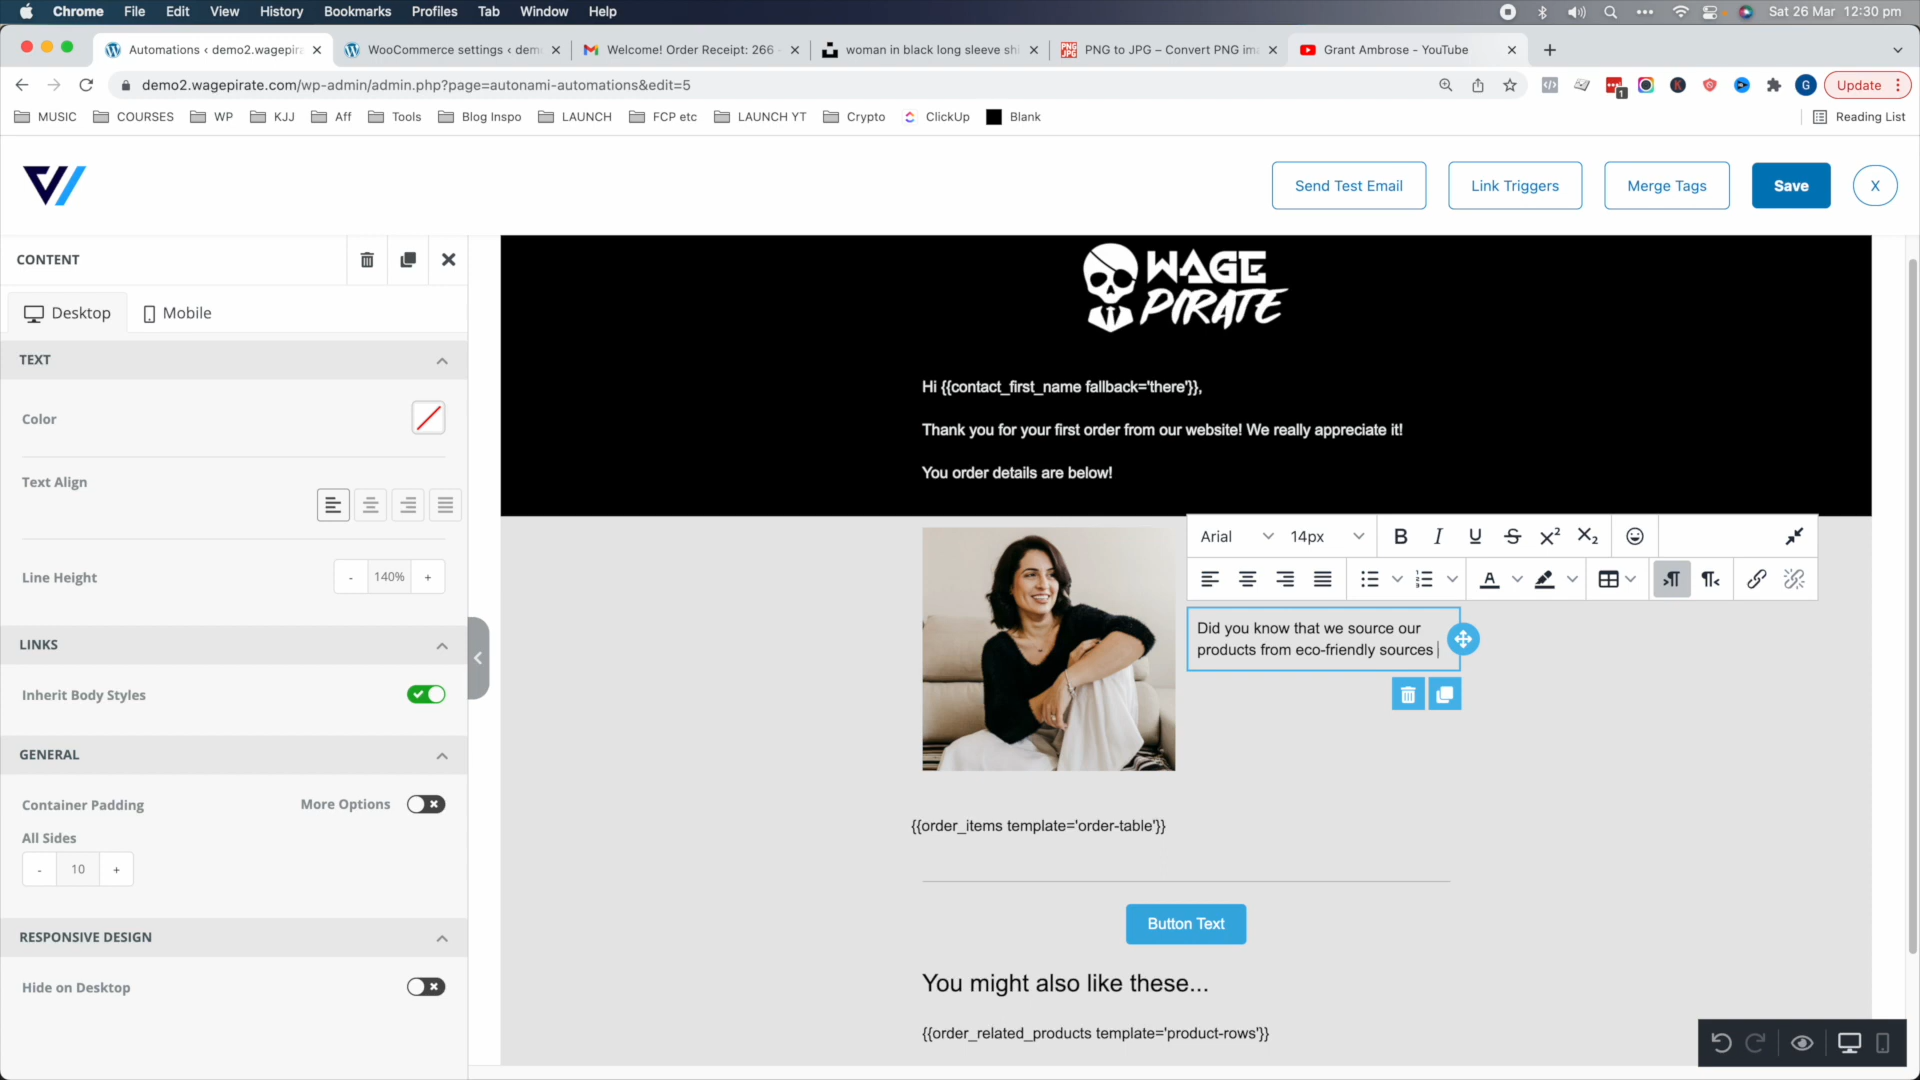 Chrome File Edit View History Bookmarks Profiles Tab Window Help
Sat 26 Mar 12:30 pm
Automations ‹ demo2.wagepira
WooCommerce settings ‹ dem
Welcome! Order Receipt: 266 -
woman in black long sleeve shi
PNG to JPG – Convert PNG ima
Grant Ambrose - YouTube
demo2.wagepirate.com/wp-admin/admin.php?page=autonami-automations&edit=5
1
G
Update
MUSIC COURSES WP KJJ Aff Tools Blog Inspo LAUNCH FCP etc LAUNCH YT Crypto ClickUp Blank
Reading List
Send Test Email
Link Triggers
Merge Tags
Save
X
CONTENT
Desktop
Mobile
TEXT
Color
Text Align
Line Height
- 140% +
LINKS
Inherit Body Styles
GENERAL
Container Padding
More Options
All Sides
- 10 +
RESPONSIVE DESIGN
Hide on Desktop
WAGE
PIRATE
Hi {{contact_first_name fallback='there'}},
Thank you for your first order from our website! We really appreciate it!
You order details are below!
Arial
14px
Did you know that we source our
products from eco-friendly sources
{{order_items template='order-table'}}
Button Text
You might also like these...
{{order_related_products template='product-rows'}}